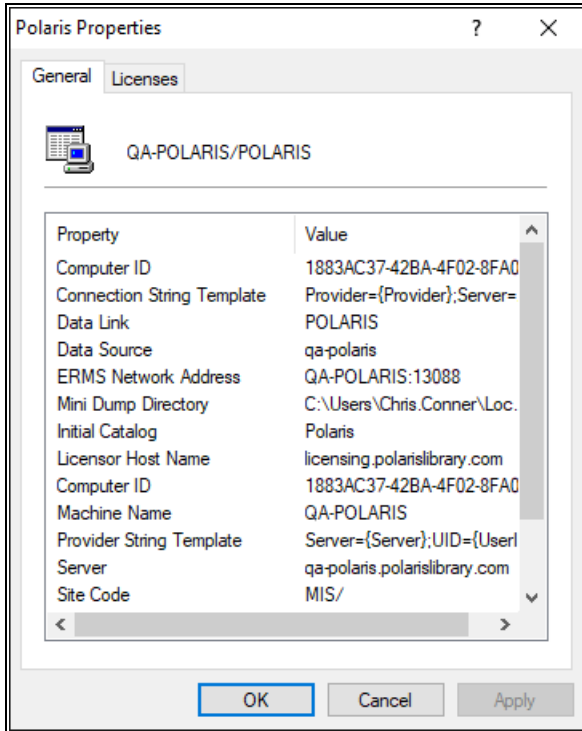 Polaris Properties ? ×
General Licenses
QA-POLARIS/POLARIS
Property Value
Computer ID 1883AC37-42BA-4F02-8FA0
Connection String Template Provider={Provider};Server=
Data Link POLARIS
Data Source qa-polaris
ERMS Network Address QA-POLARIS:13088
Mini Dump Directory C:\Users\Chris.Conner\Loc.
Initial Catalog Polaris
Licensor Host Name licensing.polarislibrary.com
Computer ID 1883AC37-42BA-4F02-8FA0
Machine Name QA-POLARIS
Provider String Template Server={Server};UID={UserI
Server qa-polaris.polarislibrary.com
Site Code MIS/
OK Cancel Apply